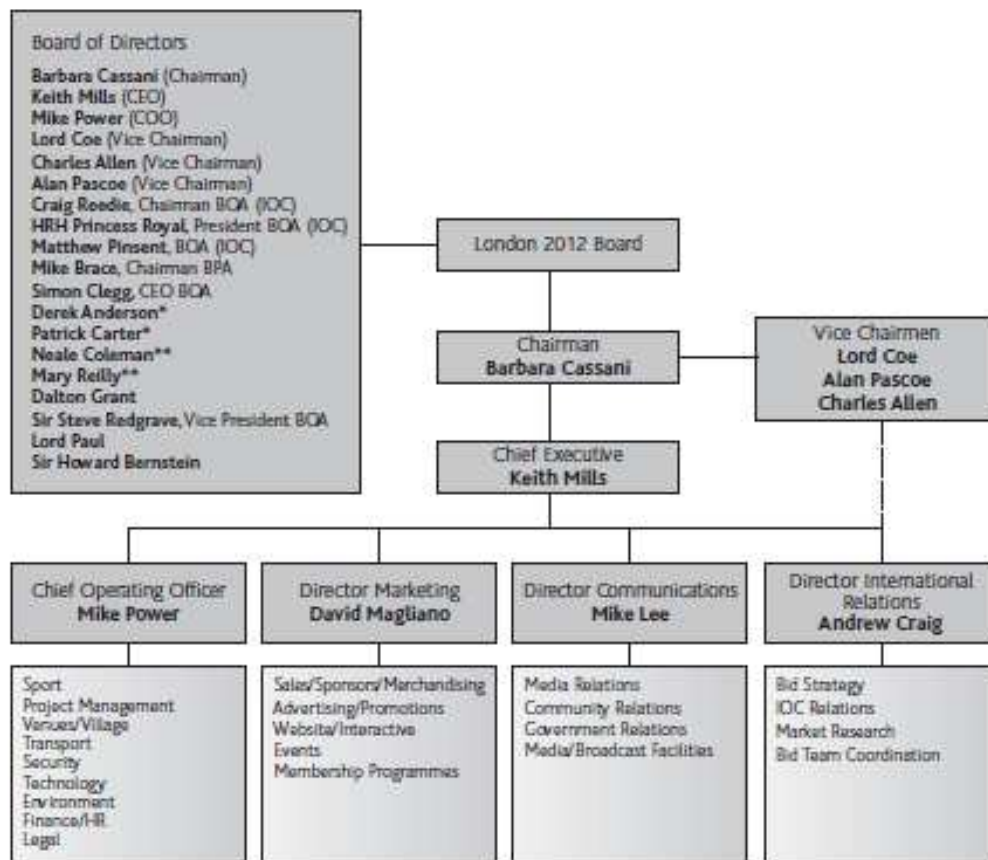 Board of Directors
Barbara Cassani (Chairman)
Keith Mills (CEO)
Mike Power (COO)
Lord Coe (Vice Chairman)
Charles Allen (Vice Chairman)
Alan Pascoe (Vice Chairman)
Craig Reedie, Chairman BOA (IOC)
HRH Princess Royal, President BOA (IOC)
Matthew Pinsent, BOA (IOC)
Mike Brace, Chairman BPA
Simon Clegg, CEO BOA
Derek Anderson*
Patrick Carter*
Neale Coleman**
Mary Reilly**
Dalton Grant
Sir Steve Redgrave, Vice President BOA
Lord Paul
Sir Howard Bernstein
London 2012 Board
Chairman
Barbara Cassani
Vice Chairmen
Lord Coe
Alan Pascoe
Charles Allen
Chief Executive
Keith Mills
Chief Operating Officer
Mike Power
Director Marketing
David Magliano
Director Communications
Mike Lee
Director International
Relations
Andrew Craig
Sport
Project Management
Venues/Village
Transport
Security
Technology
Environment
Finance/HR
Legal
Sales/Sponsors/Merchandising
Advertising/Promotions
Website/Interactive
Events
Membership Programmes
Media Relations
Community Relations
Government Relations
Media/Broadcast Facilities
Bid Strategy
IOC Relations
Market Research
Bid Team Coordination